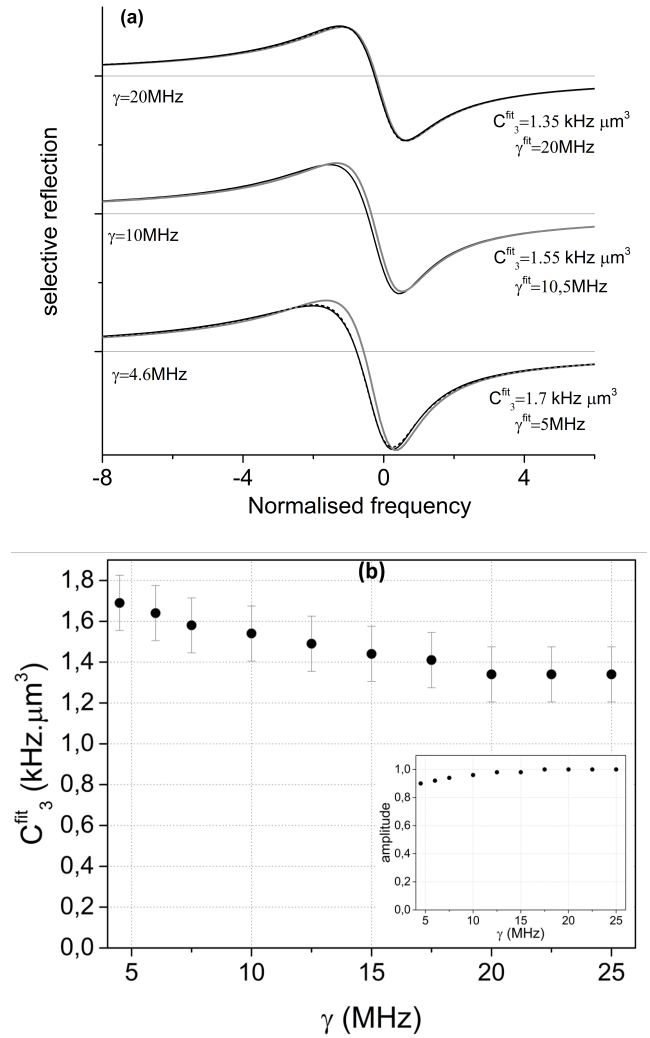 (a)
γ=20MHz
C^fit_3=1.35 kHz μm^3
γ^fit=20MHz
γ=10MHz
C^fit_3=1.55 kHz μm^3
γ^fit=10,5MHz
γ=4.6MHz
C^fit_3=1.7 kHz μm^3
γ^fit=5MHz
selective reflection
-8 -4 0 4
Normalised frequency
(b)
1,8
1,6
1,4
1,2
1,0
0,8
0,6
0,4
0,2
0,0
C^fit_3 (kHz.μm^3)
1.0
0,8
0,6
0,4
0,2
0,0
amplitude
5 10 15 20 25
γ (MHz)
5 10 15 20 25
γ (MHz)